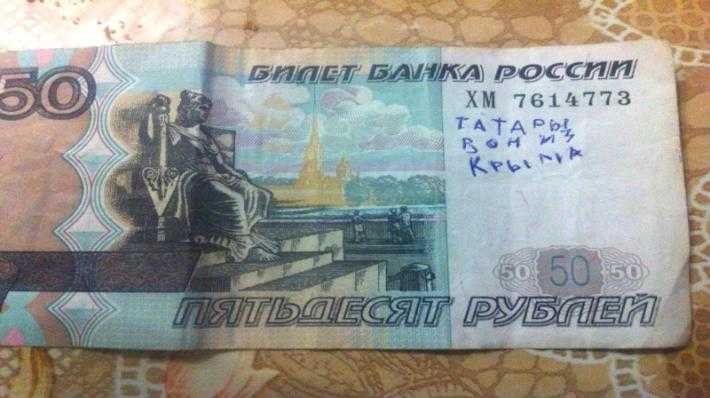 50
БИЛЕТ БАНКА РОССИИ
ХМ 7614773
ТАТАРЫ
ВОН ИЗ
КРЫМА
50 50 50
ПЯТЬДЕСЯТ РУБЛЕЙ